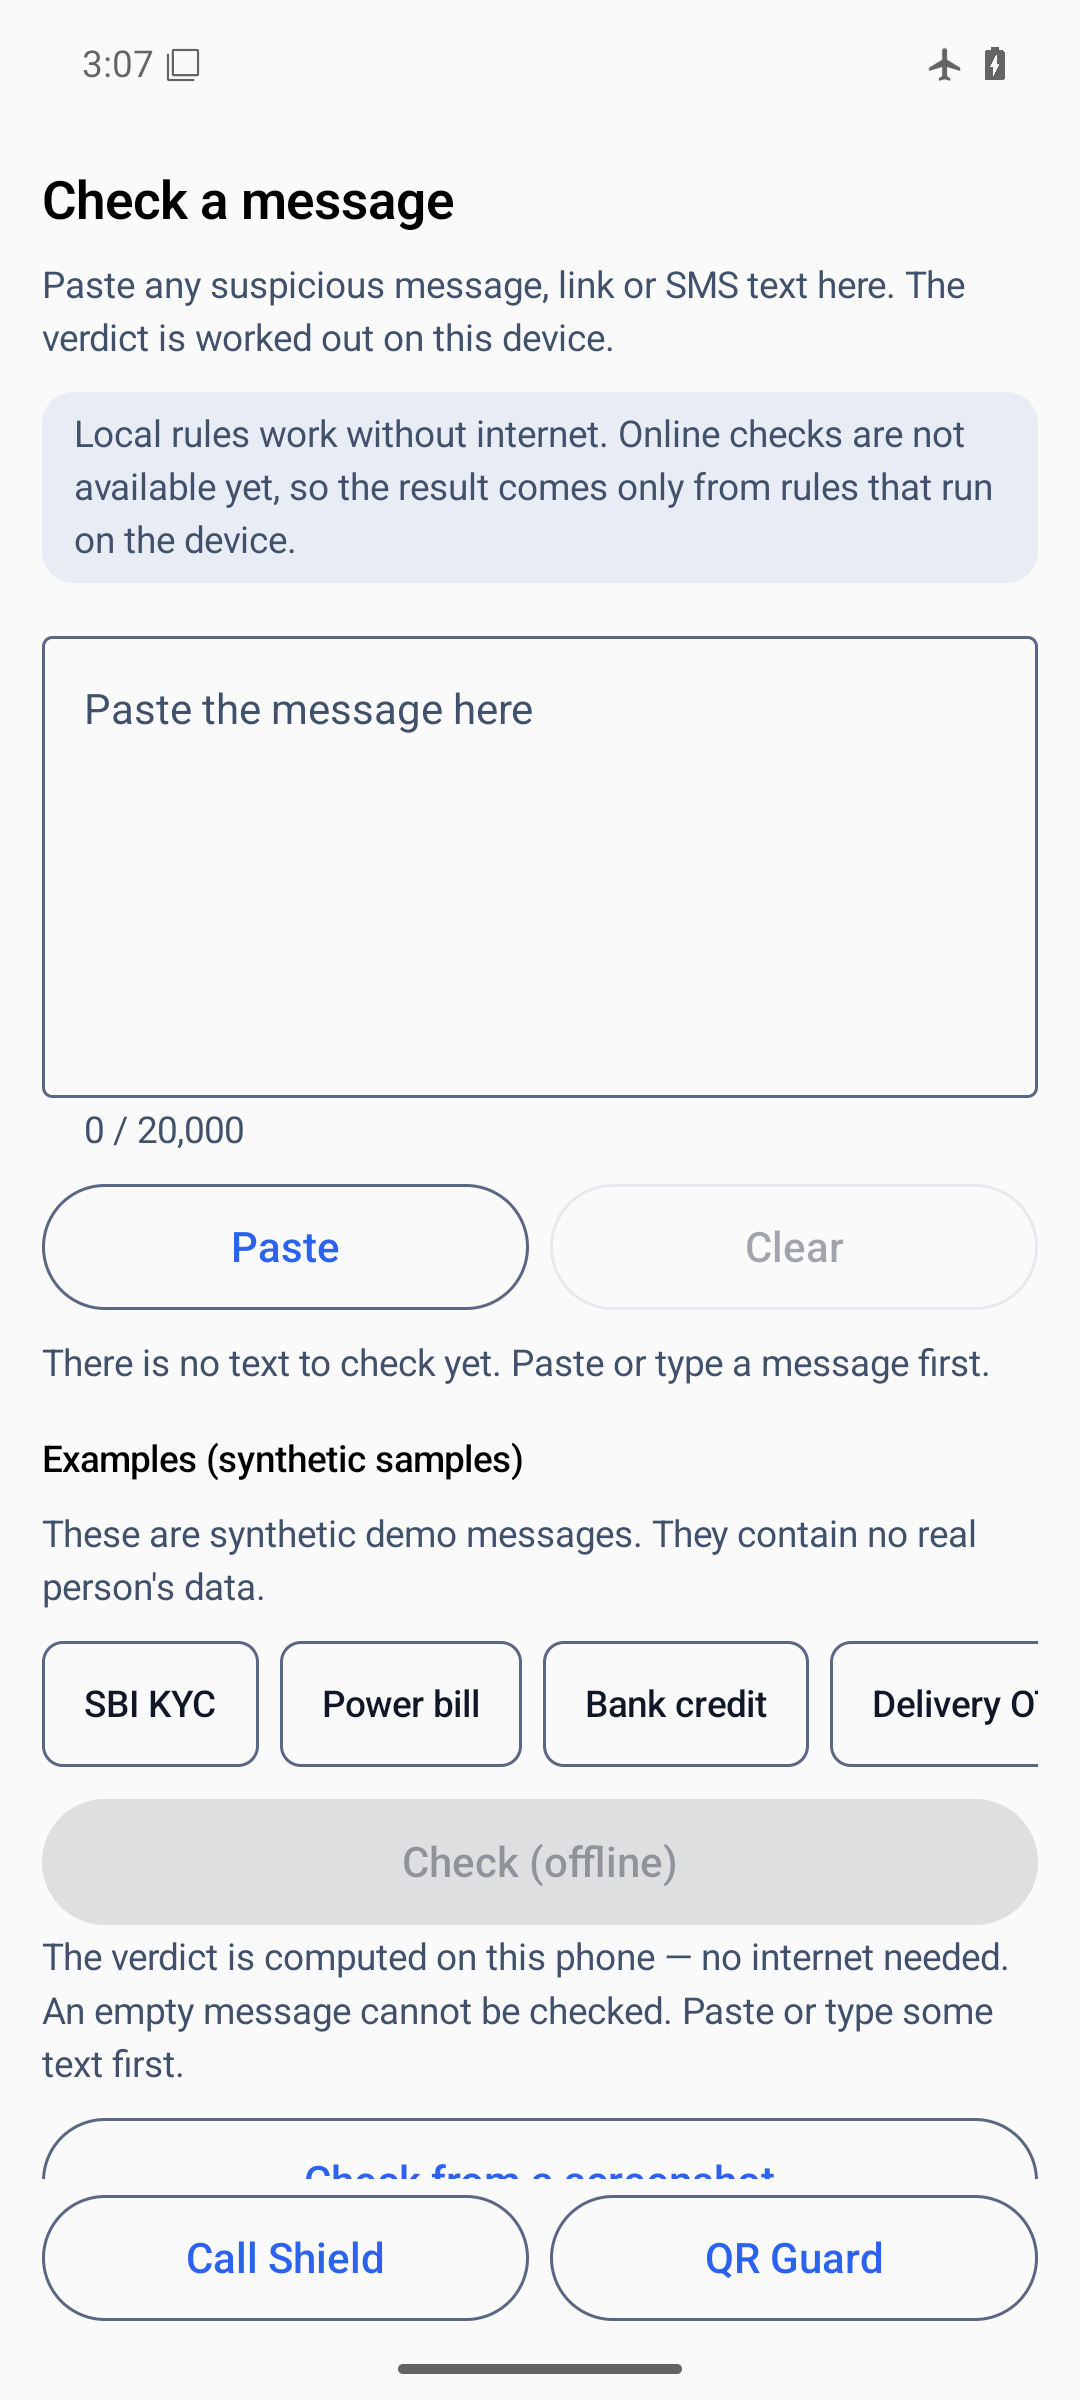 3:07
Check a message
Paste any suspicious message, link or SMS text here. The
verdict is worked out on this device.
Local rules work without internet. Online checks are not
available yet, so the result comes only from rules that run
on the device.
Paste the message here
0 / 20,000
Paste
Clear
There is no text to check yet. Paste or type a message first.
Examples (synthetic samples)
These are synthetic demo messages. They contain no real
person's data.
SBI KYC
Power bill
Bank credit
Delivery
Check (offline)
The verdict is computed on this phone — no internet needed.
An empty message cannot be checked. Paste or type some
text first.
Check from a screenshot
Call Shield
QR Guard